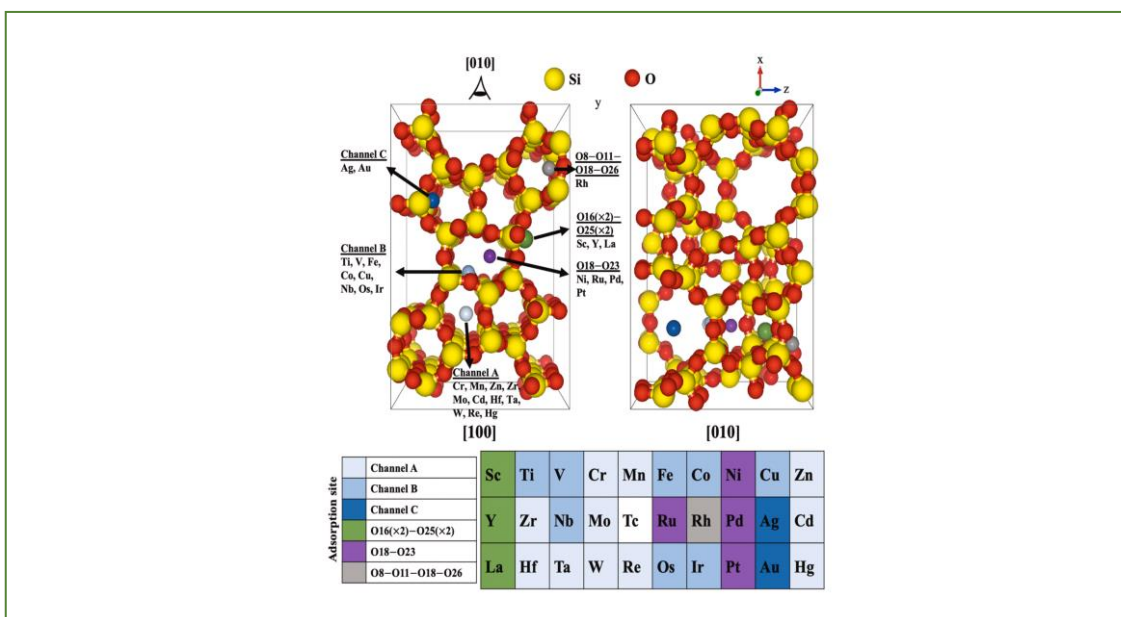 [010]
Si
O
x
z
y
Channel C
Ag, Au
O8–O11–
O18–O26
Rh
O16(×2)–
O25(×2)
Sc, Y, La
Channel B
Ti, V, Fe,
Co, Cu,
Nb, Os, Ir
O18–O23
Ni, Ru, Pd,
Pt
Channel A
Cr, Mn, Zn, Zr,
Mo, Cd, Hf, Ta,
W, Re, Hg
[100]
[010]
Adsorption site
Channel A
Channel B
Channel C
O16(×2)–O25(×2)
O18–O23
O8–O11–O18–O26
Sc Ti V Cr Mn Fe Co Ni Cu Zn
Y Zr Nb Mo Tc Ru Rh Pd Ag Cd
La Hf Ta W Re Os Ir Pt Au Hg